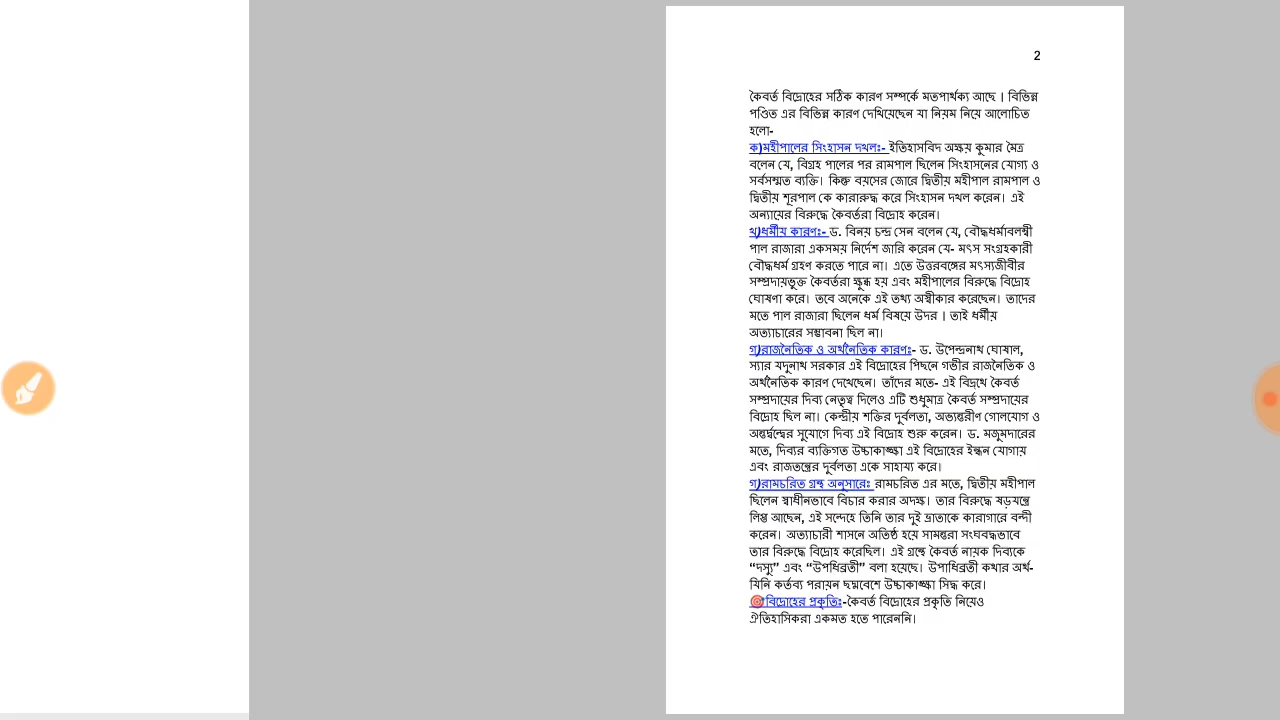 2
কৈবর্ত বিদ্রোহের সঠিক কারণ সম্পর্কে মতপার্থক্য আছে । বিভিন্ন
পণ্ডিত এর বিভিন্ন কারণ দেখিয়েছেন যা নিয়ম নিয়ে আলোচিত
হলো-
ক)মহীপালের সিংহাসন দখলঃ- ইতিহাসবিদ অক্ষয় কুমার মৈত্র
বলেন যে, বিগ্রহ পালের পর রামপাল ছিলেন সিংহাসনের যোগ্য ও
সর্বসম্মত ব্যক্তি। কিন্তু বয়সের জোরে দ্বিতীয় মহীপাল রামপাল ও
দ্বিতীয় শূরপাল কে কারারুদ্ধ করে সিংহাসন দখল করেন। এই
অন্যায়ের বিরুদ্ধে কৈবর্তরা বিদ্রোহ করেন।
খ)ধর্মীয় কারণঃ- ড. বিনয় চন্দ্র সেন বলেন যে, বৌদ্ধধর্মাবলম্বী
পাল রাজারা একসময় নির্দেশ জারি করেন যে- মৎস সংগ্রহকারী
বৌদ্ধধর্ম গ্রহণ করতে পারে না। এতে উত্তরবঙ্গের মৎস্যজীবীর
সম্প্রদায়ভুক্ত কৈবর্তরা ক্ষুব্ধ হয় এবং মহীপালের বিরুদ্ধে বিদ্রোহ
ঘোষণা করে। তবে অনেকে এই তথ্য অস্বীকার করেছেন। তাদের
মতে পাল রাজারা ছিলেন ধর্ম বিষয়ে উদর । তাই ধর্মীয়
অত্যাচারের সম্ভাবনা ছিল না।
গ)রাজনৈতিক ও অর্থনৈতিক কারণঃ- ড. উপেন্দ্রনাথ ঘোষাল,
স্যার যদুনাথ সরকার এই বিদ্রোহের পিছনে গভীর রাজনৈতিক ও
অর্থনৈতিক কারণ দেখেছেন। তাঁদের মতে- এই বিদ্রথে কৈবর্ত
সম্প্রদায়ের দিব্য নেতৃত্ব দিলেও এটি শুধুমাত্র কৈবর্ত সম্প্রদায়ের
বিদ্রোহ ছিল না। কেন্দ্রীয় শক্তির দুর্বলতা, অভ্যন্তরীণ গোলযোগ ও
অন্তর্দ্বন্দ্বের সুযোগে দিব্য এই বিদ্রোহ শুরু করেন। ড. মজুমদারের
মতে, দিব্যর ব্যক্তিগত উচ্চাকাঙ্ক্ষা এই বিদ্রোহের ইন্ধন যোগায়
এবং রাজতন্ত্রের দুর্বলতা একে সাহায্য করে।
গ)রামচরিত গ্রন্থ অনুসারেঃ রামচরিত এর মতে, দ্বিতীয় মহীপাল
ছিলেন স্বাধীনভাবে বিচার করার অদক্ষ। তার বিরুদ্ধে ষড়যন্ত্রে
লিপ্ত আছেন, এই সন্দেহে তিনি তার দুই ভ্রাতাকে কারাগারে বন্দী
করেন। অত্যাচারী শাসনে অতিষ্ঠ হয়ে সামন্তরা সংঘবদ্ধভাবে
তার বিরুদ্ধে বিদ্রোহ করেছিল। এই গ্রন্থে কৈবর্ত নায়ক দিব্যকে
“দস্যু” এবং “উপধিব্রতী” বলা হয়েছে। উপাধিব্রতী কথার অর্থ-
যিনি কর্তব্য পরায়ন ছদ্মবেশে উচ্চাকাঙ্ক্ষা সিদ্ধ করে।
🎯বিদ্রোহের প্রকৃতিঃ-কৈবর্ত বিদ্রোহের প্রকৃতি নিয়েও
ঐতিহাসিকরা একমত হতে পারেননি।